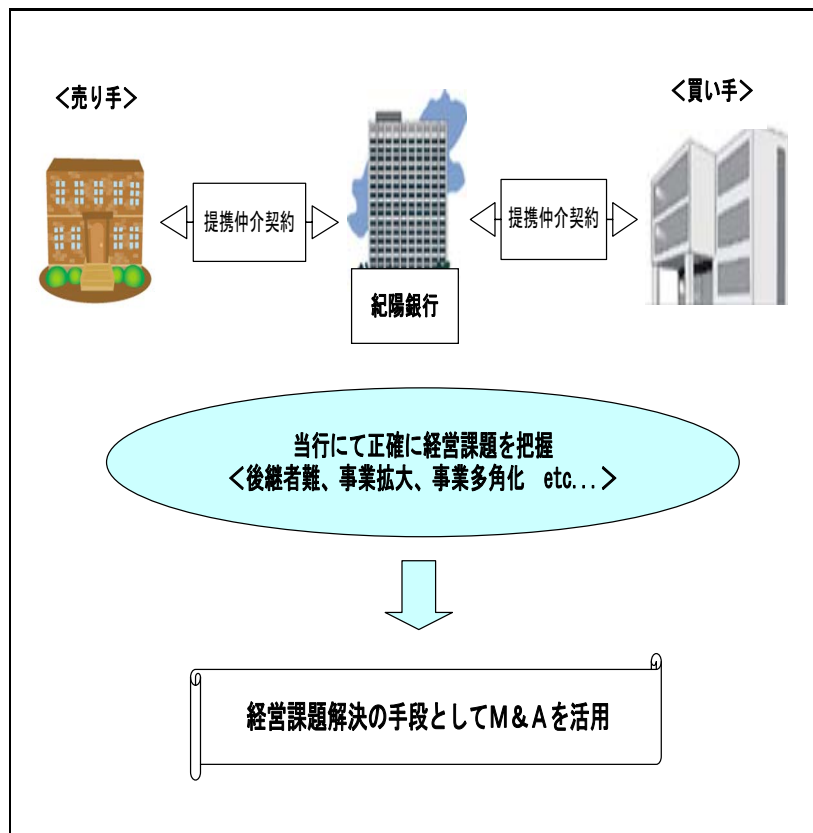 ＜売り手＞
＜買い手＞
提携仲介契約
提携仲介契約
紀陽銀行
当行にて正確に経営課題を把握
＜後継者難、事業拡大、事業多角化　etc...＞
経営課題解決の手段としてＭ＆Ａを活用